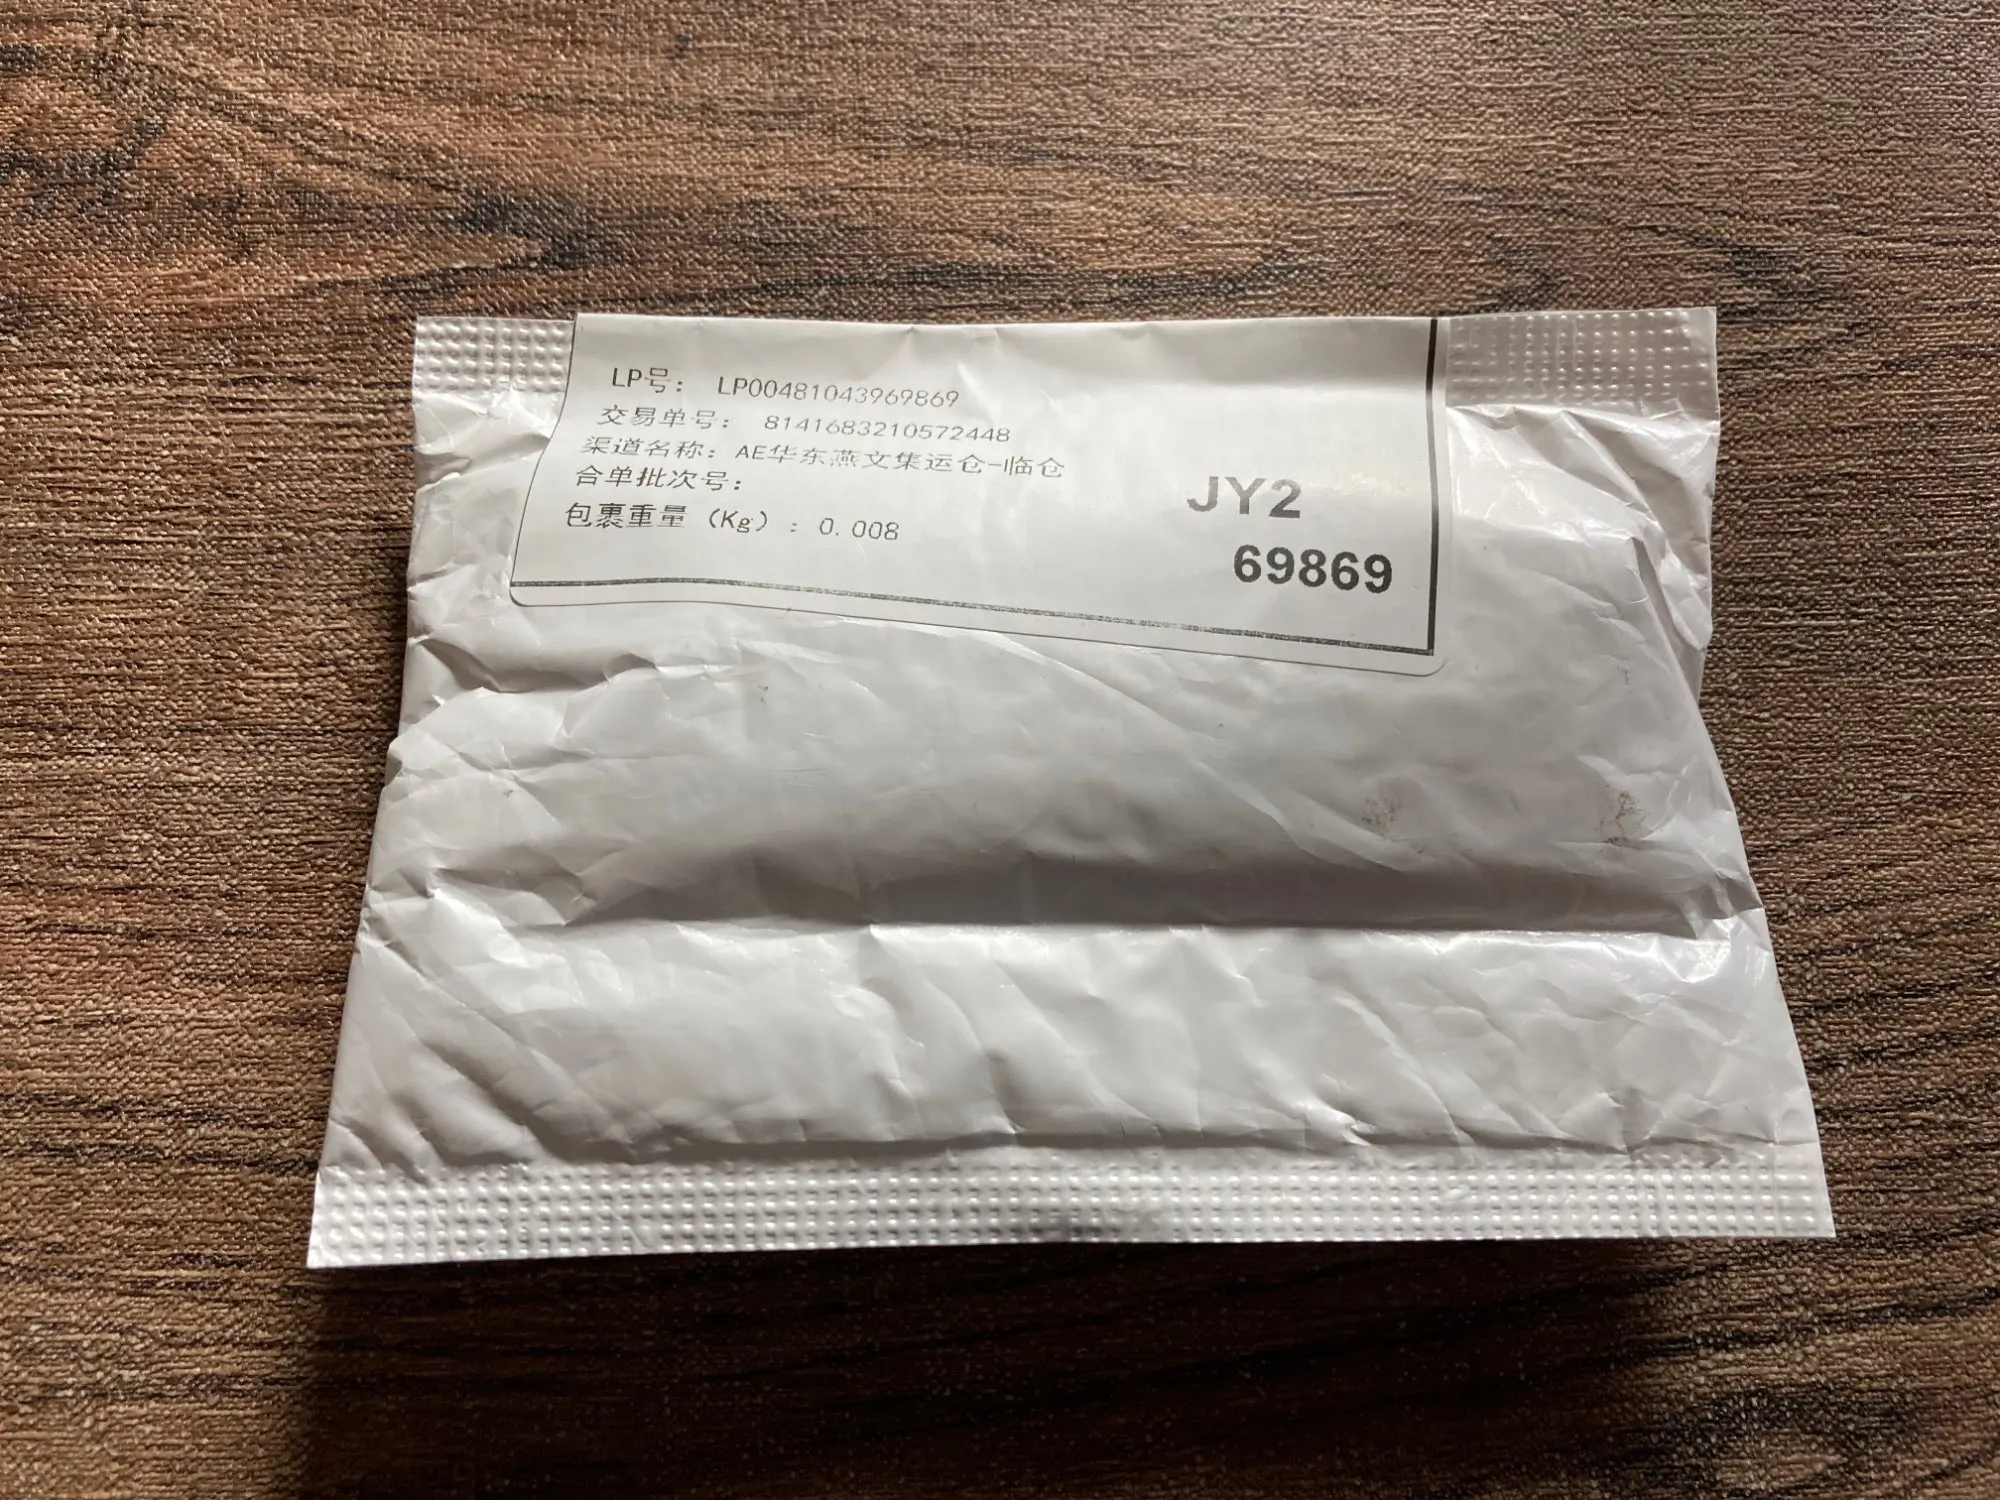 LP号： LP00481043969869
交易单号： 8141683210572448
渠道名称：AE华东燕文集运仓-临仓
合单批次号：
包裹重量（Kg）：0.008
JY2
69869